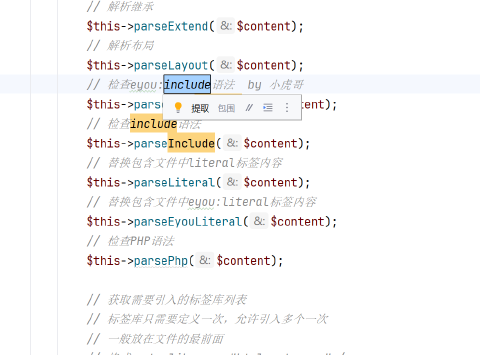 // 解析继承
$this->parseExtend( &: $content);
// 解析布局
$this->parseLayout( &: $content);
// 检查eyou:include语法 by 小虎哥
提取 包围 //
$this->pars ntent);
// 检查include语法
$this->parseInclude( &: $content);
// 替换包含文件中literal标签内容
$this->parseLiteral( &: $content);
// 替换包含文件中eyou:literal标签内容
$this->parseEyouLiteral( &: $content);
// 检查PHP语法
$this->parsePhp( &: $content);
// 获取需要引入的标签库列表
// 标签库只需要定义一次，允许引入多个一次
// 一般放在文件的最前面